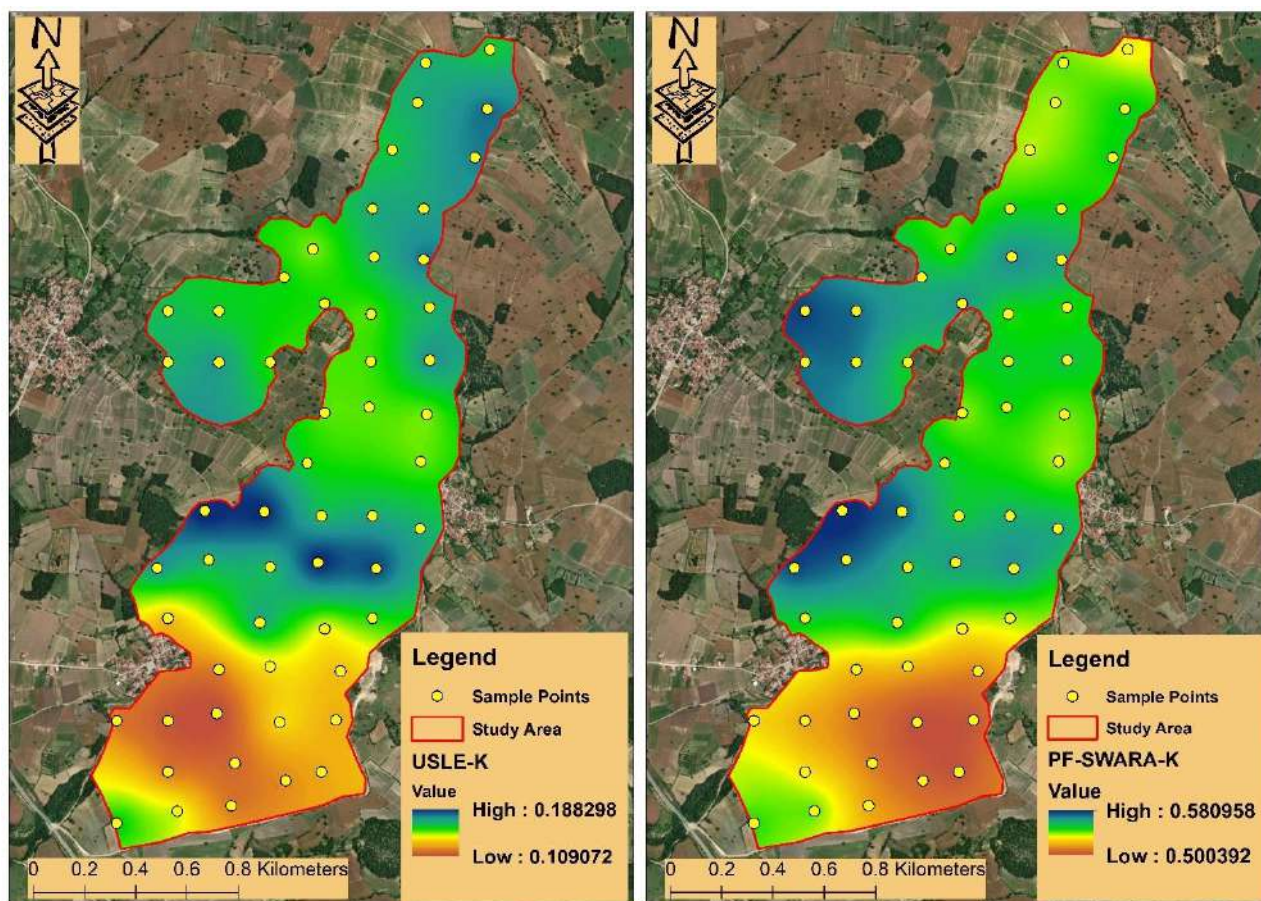 N
Legend
Sample Points
Study Area
USLE-K
Value
High : 0.188298
Low : 0.109072
0 0.2 0.4 0.6 0.8 Kilometers
N
Legend
Sample Points
Study Area
PF-SWARA-K
Value
High : 0.580958
Low : 0.500392
0 0.2 0.4 0.6 0.8 Kilometers